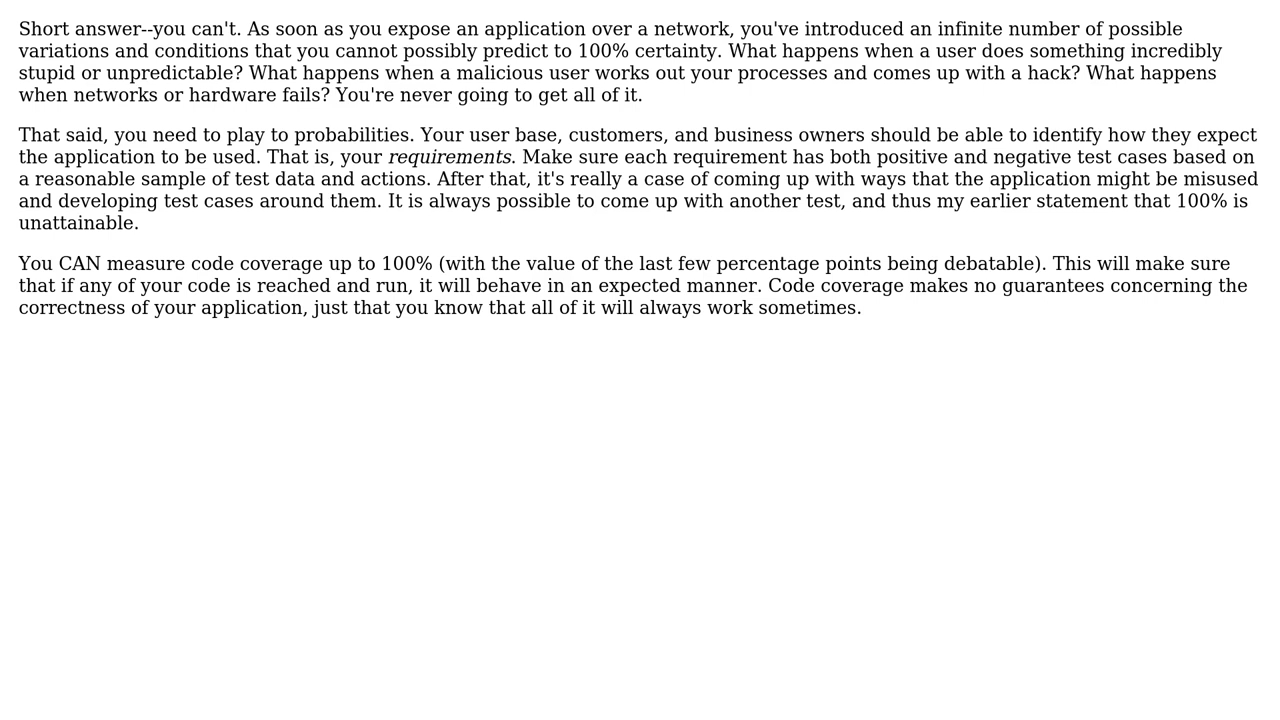 Short answer--you can't. As soon as you expose an application over a network, you've introduced an infinite number of possible
variations and conditions that you cannot possibly predict to 100% certainty. What happens when a user does something incredibly
stupid or unpredictable? What happens when a malicious user works out your processes and comes up with a hack? What happens
when networks or hardware fails? You're never going to get all of it.
That said, you need to play to probabilities. Your user base, customers, and business owners should be able to identify how they expect
the application to be used. That is, your requirements. Make sure each requirement has both positive and negative test cases based on
a reasonable sample of test data and actions. After that, it's really a case of coming up with ways that the application might be misused
and developing test cases around them. It is always possible to come up with another test, and thus my earlier statement that 100% is
unattainable.
You CAN measure code coverage up to 100% (with the value of the last few percentage points being debatable). This will make sure
that if any of your code is reached and run, it will behave in an expected manner. Code coverage makes no guarantees concerning the
correctness of your application, just that you know that all of it will always work sometimes.